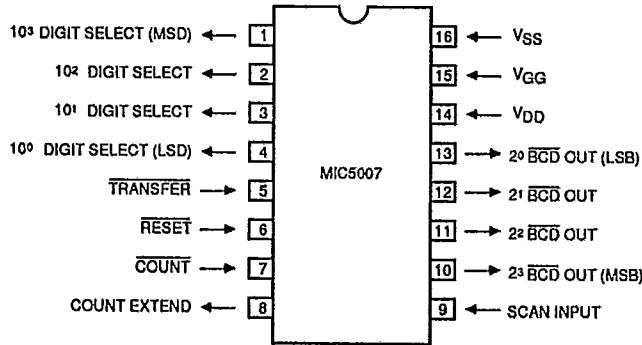 10³ DIGIT SELECT (MSD) 1
10² DIGIT SELECT 2
10¹ DIGIT SELECT 3
10⁰ DIGIT SELECT (LSD) 4
TRANSFER 5
RESET 6
COUNT 7
COUNT EXTEND 8
MIC5007
16 VSS
15 VGG
14 VDD
13 2⁰ BCD OUT (LSB)
12 2¹ BCD OUT
11 2² BCD OUT
10 2³ BCD OUT (MSB)
9 SCAN INPUT